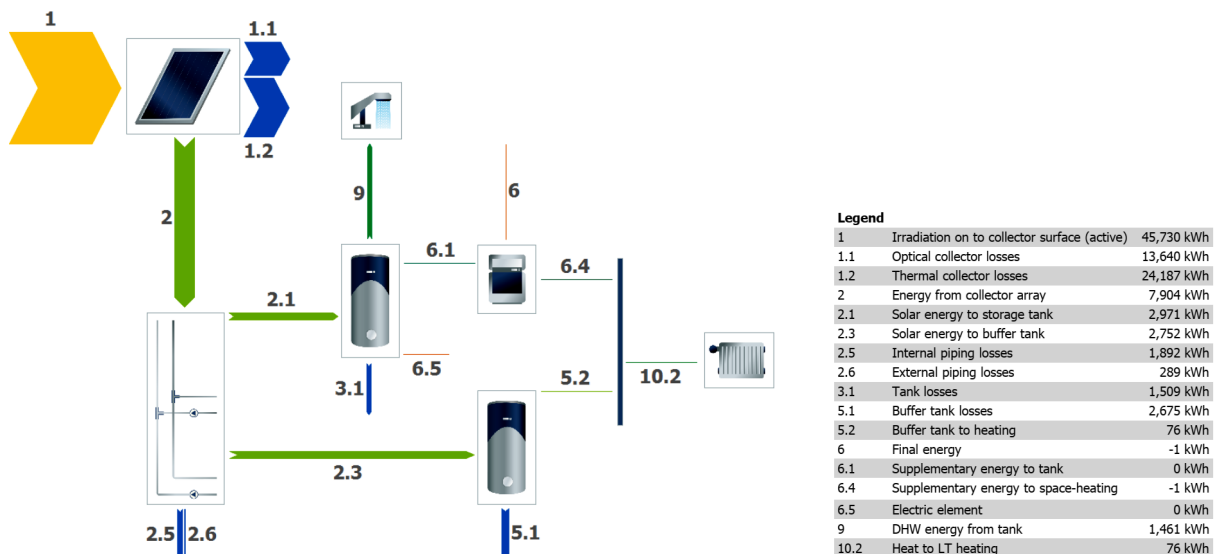 1
1.1
1.2
2
9
6
6.1
6.4
2.1
6.5
3.1
5.2
10.2
2.3
2.5
2.6
5.1
Legend
1 Irradiation on to collector surface (active) 45,730 kWh
1.1 Optical collector losses 13,640 kWh
1.2 Thermal collector losses 24,187 kWh
2 Energy from collector array 7,904 kWh
2.1 Solar energy to storage tank 2,971 kWh
2.3 Solar energy to buffer tank 2,752 kWh
2.5 Internal piping losses 1,892 kWh
2.6 External piping losses 289 kWh
3.1 Tank losses 1,509 kWh
5.1 Buffer tank losses 2,675 kWh
5.2 Buffer tank to heating 76 kWh
6 Final energy -1 kWh
6.1 Supplementary energy to tank 0 kWh
6.4 Supplementary energy to space-heating -1 kWh
6.5 Electric element 0 kWh
9 DHW energy from tank 1,461 kWh
10.2 Heat to LT heating 76 kWh